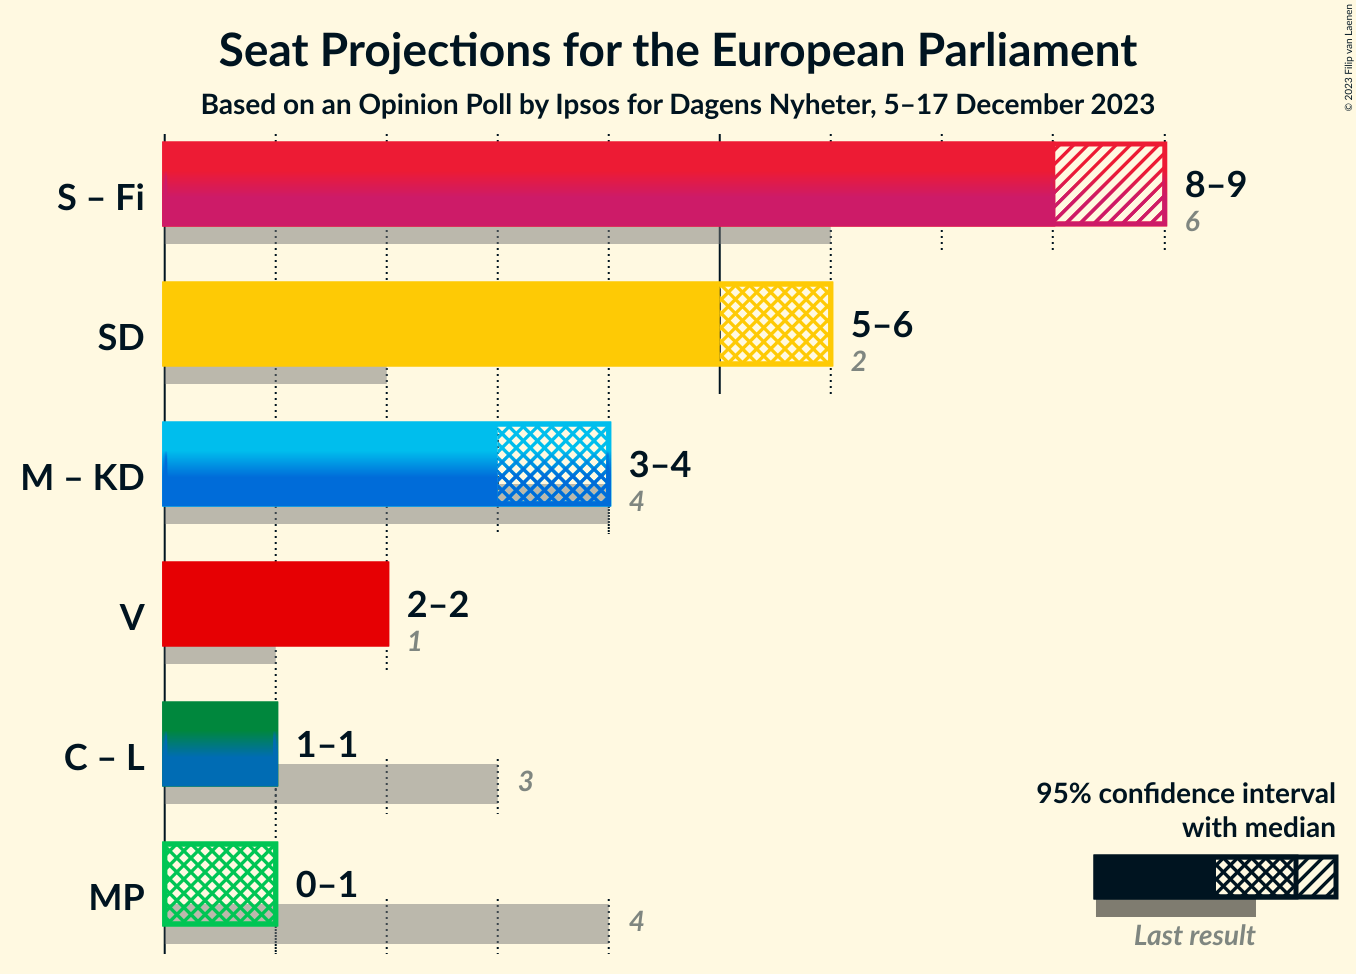 Seat Projections for the European Parliament
Based on an Opinion Poll by Ipsos for Dagens Nyheter, 5–17 December 2023
© 2023 Filip van Laenen
S – Fi
8–9
6
SD
5–6
2
M – KD
3–4
4
V
2–2
1
C – L
1–1
3
MP
0–1
4
95% confidence interval
with median
Last result